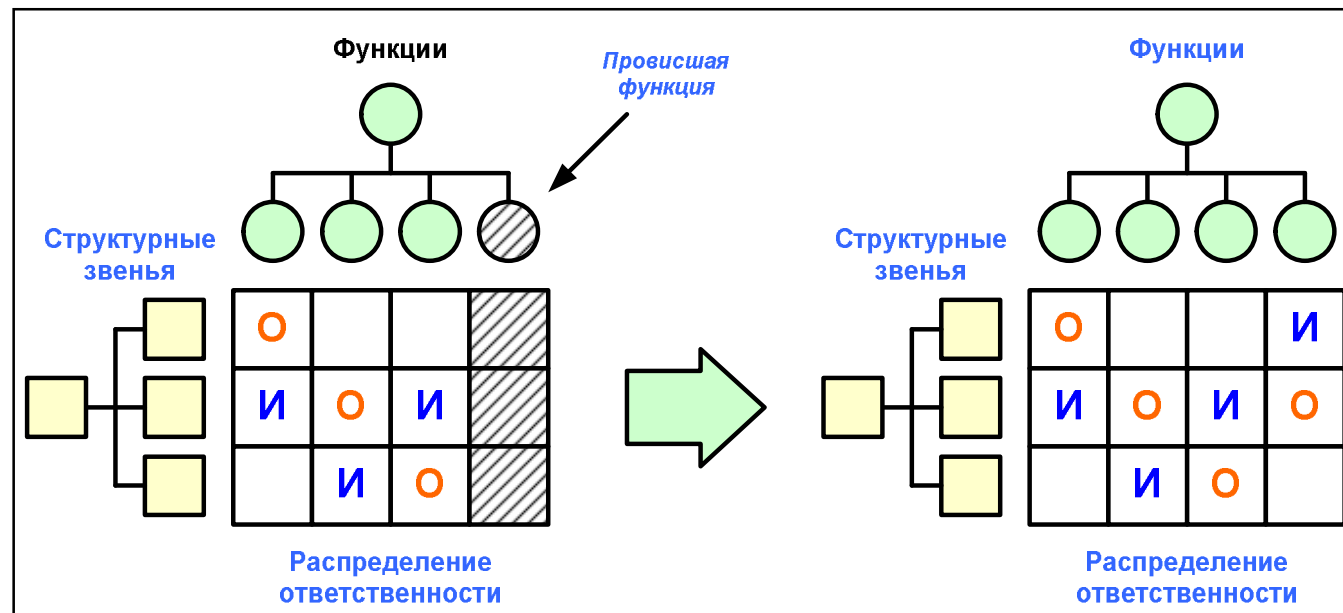 Функции
Провисшая
функция
Структурные
звенья
О
И О И
И О
Распределение
ответственности
Функции
Структурные
звенья
О И
И О И О
И О
Распределение
ответственности